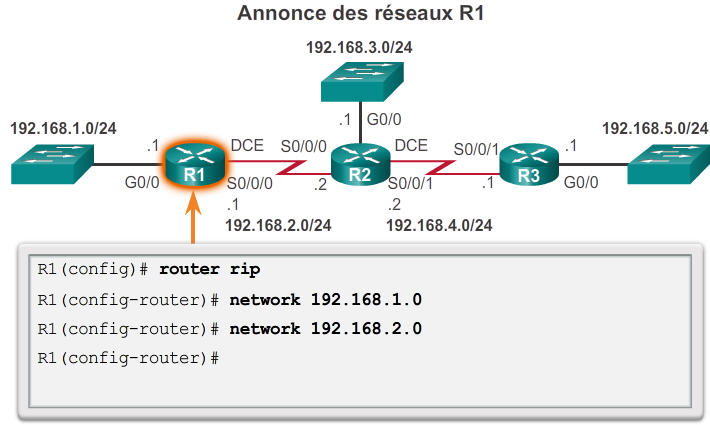 Annonce des réseaux R1
192.168.3.0/24
.1 G0/0
192.168.1.0/24
192.168.5.0/24
.1 DCE S0/0/0 DCE S0/0/1 .1
R1 R2 R3
G0/0 S0/0/0 .2 S0/0/1 .1 G0/0
.1 .2
192.168.2.0/24 192.168.4.0/24
R1(config)# router rip
R1(config-router)# network 192.168.1.0
R1(config-router)# network 192.168.2.0
R1(config-router)#